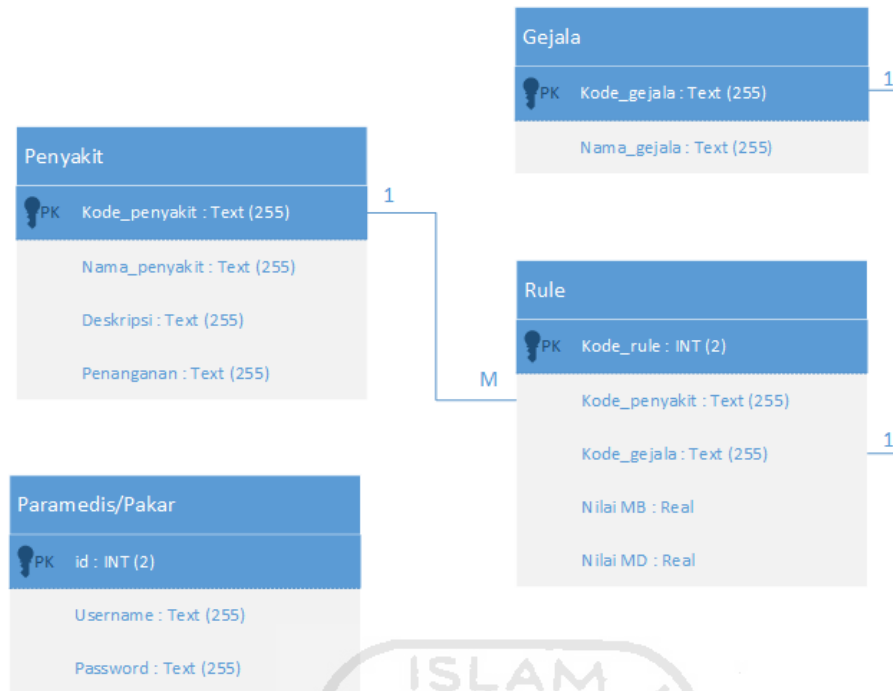 Gejala
PK Kode_gejala : Text (255)
1
Nama_gejala : Text (255)
Penyakit
PK Kode_penyakit : Text (255)
1
Nama_penyakit : Text (255)
Deskripsi : Text (255)
Penanganan : Text (255)
Rule
PK Kode_rule : INT (2)
M
Kode_penyakit : Text (255)
Kode_gejala : Text (255)
1
Nilai MB : Real
Nilai MD : Real
Paramedis/Pakar
PK id : INT (2)
Username : Text (255)
Password : Text (255)
ISLAM